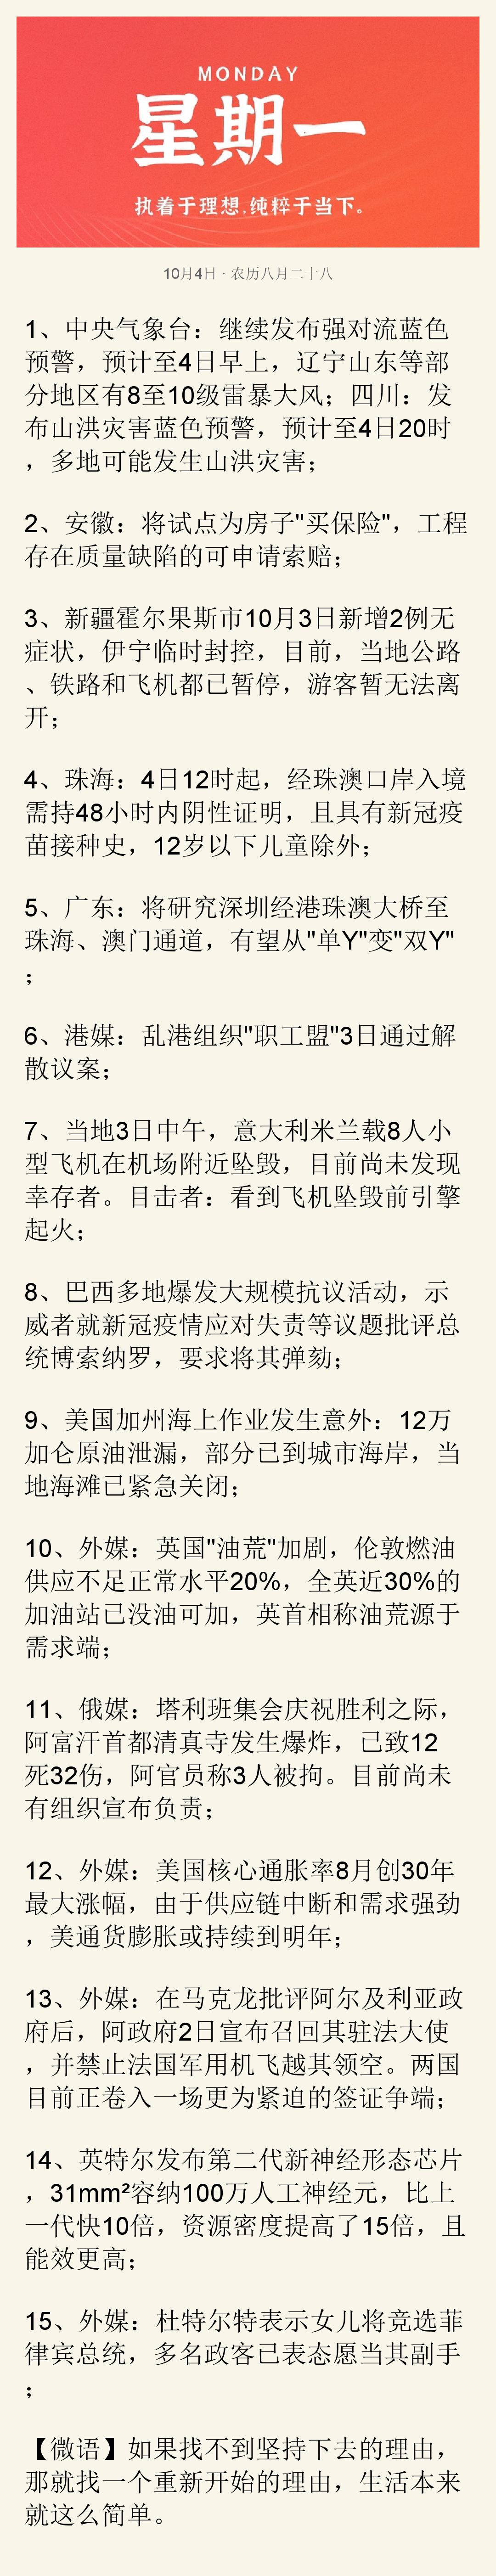 MONDAY
星期一
执着于理想,纯粹于当下。
10月4日·农历八月二十八
1、中央气象台：继续发布强对流蓝色
预警，预计至4日早上，辽宁山东等部
分地区有8至10级雷暴大风；四川：发
布山洪灾害蓝色预警，预计至4日20时
，多地可能发生山洪灾害；
2、安徽：将试点为房子"买保险"，工程
存在质量缺陷的可申请索赔；
3、新疆霍尔果斯市10月3日新增2例无
症状，伊宁临时封控，目前，当地公路
、铁路和飞机都已暂停，游客暂无法离
开；
4、珠海：4日12时起，经珠澳口岸入境
需持48小时内阴性证明，且具有新冠疫
苗接种史，12岁以下儿童除外；
5、广东：将研究深圳经港珠澳大桥至
珠海、澳门通道，有望从"单Y"变"双Y"
；
6、港媒：乱港组织"职工盟"3日通过解
散议案；
7、当地3日中午，意大利米兰载8人小
型飞机在机场附近坠毁，目前尚未发现
幸存者。目击者：看到飞机坠毁前引擎
起火；
8、巴西多地爆发大规模抗议活动，示
威者就新冠疫情应对失责等议题批评总
统博索纳罗，要求将其弹劾；
9、美国加州海上作业发生意外：12万
加仑原油泄漏，部分已到城市海岸，当
地海滩已紧急关闭；
10、外媒：英国"油荒"加剧，伦敦燃油
供应不足正常水平20%，全英近30%的
加油站已没油可加，英首相称油荒源于
需求端；
11、俄媒：塔利班集会庆祝胜利之际，
阿富汗首都清真寺发生爆炸，已致12
死32伤，阿官员称3人被拘。目前尚未
有组织宣布负责；
12、外媒：美国核心通胀率8月创30年
最大涨幅，由于供应链中断和需求强劲
，美通货膨胀或持续到明年；
13、外媒：在马克龙批评阿尔及利亚政
府后，阿政府2日宣布召回其驻法大使
，并禁止法国军用机飞越其领空。两国
目前正卷入一场更为紧迫的签证争端；
14、英特尔发布第二代新神经形态芯片
，31mm²容纳100万人工神经元，比上
一代快10倍，资源密度提高了15倍，且
能效更高；
15、外媒：杜特尔特表示女儿将竞选菲
律宾总统，多名政客已表态愿当其副手
；
【微语】如果找不到坚持下去的理由，
那就找一个重新开始的理由，生活本来
就这么简单。